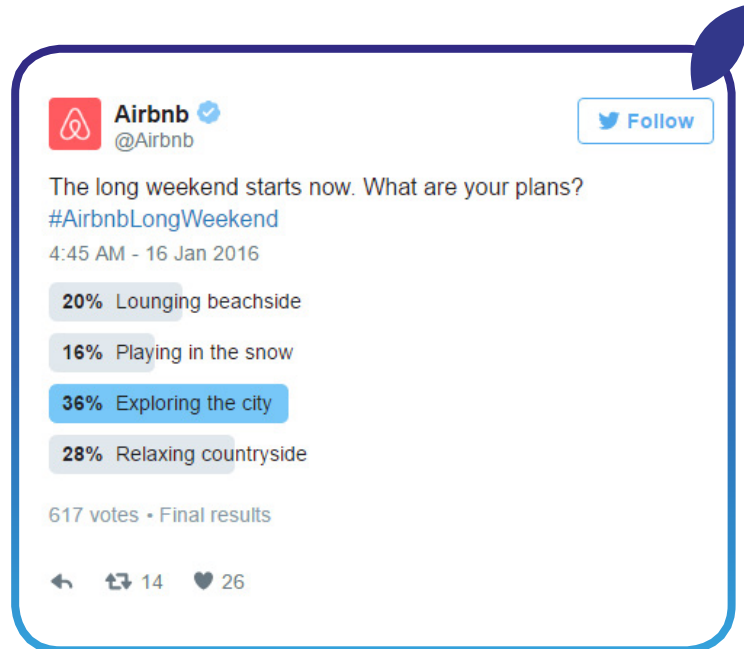 Airbnb
@Airbnb
Follow
The long weekend starts now. What are your plans?
#AirbnbLongWeekend
4:45 AM - 16 Jan 2016
20% Lounging beachside
16% Playing in the snow
36% Exploring the city
28% Relaxing countryside
617 votes • Final results
14 26